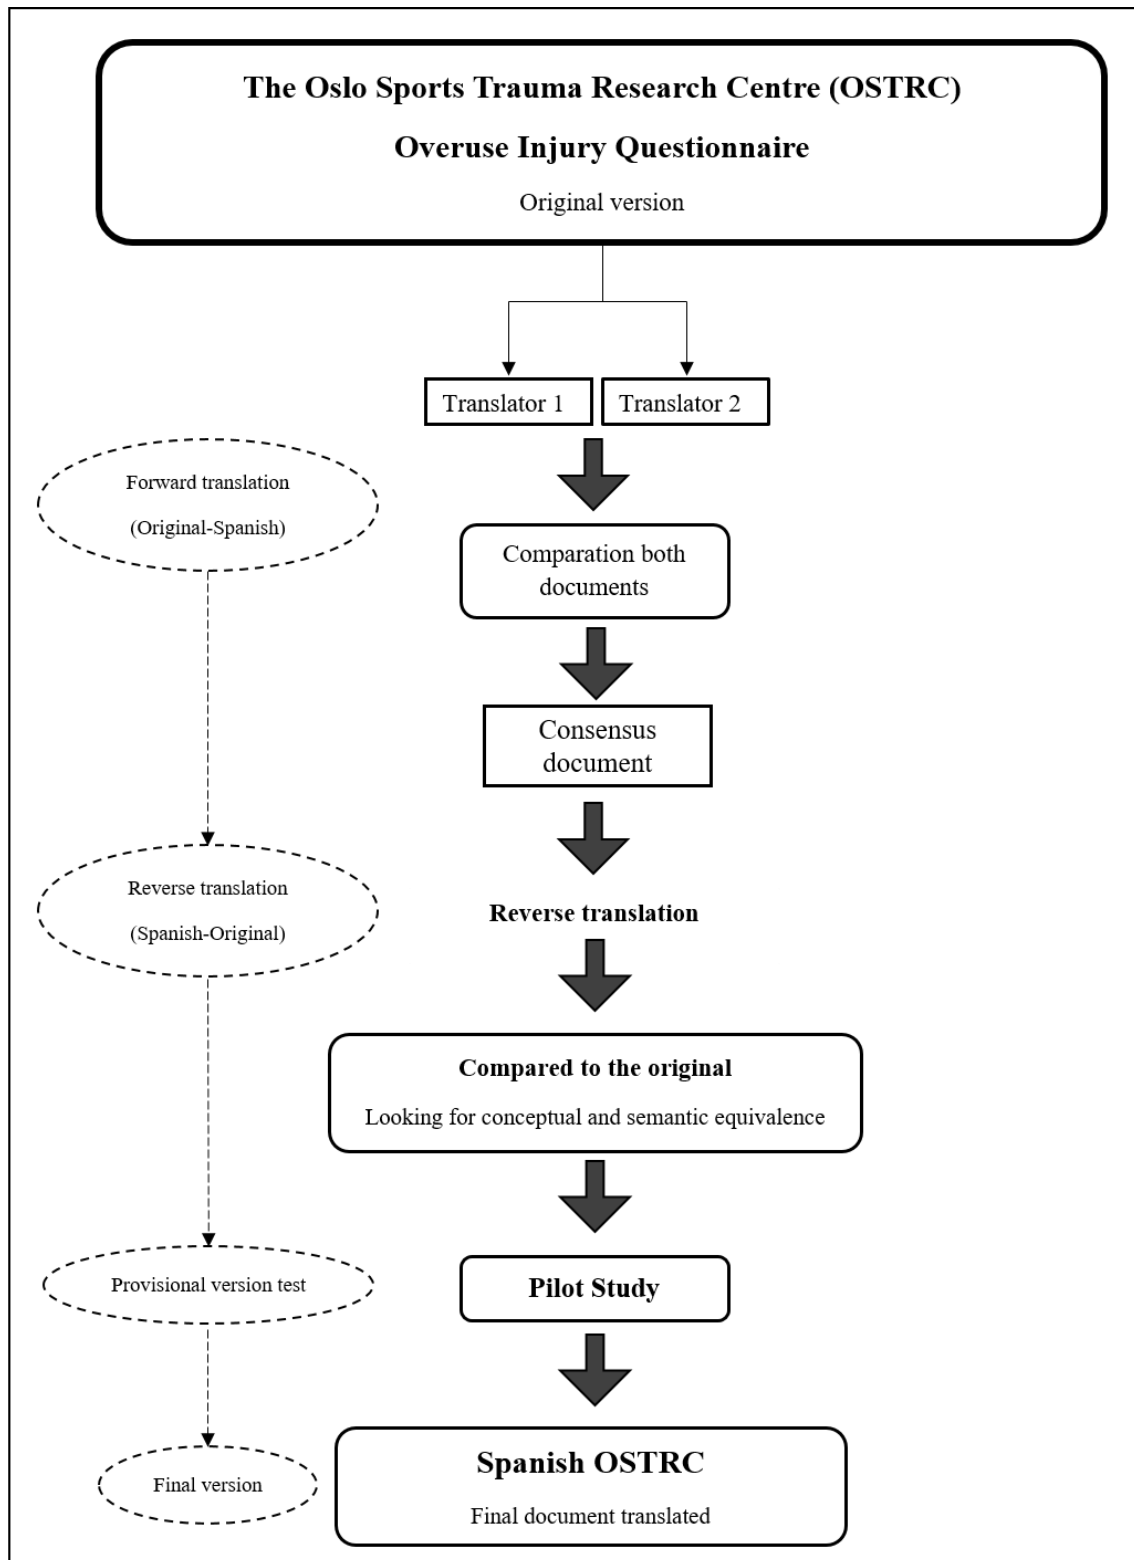 The Oslo Sports Trauma Research Centre (OSTRC)
Overuse Injury Questionnaire
Original version
Translator 1
Translator 2
Forward translation
(Original-Spanish)
Comparation both
documents
Consensus
document
Reverse translation
(Spanish-Original)
Reverse translation
Compared to the original
Looking for conceptual and semantic equivalence
Provisional version test
Pilot Study
Final version
Spanish OSTRC
Final document translated